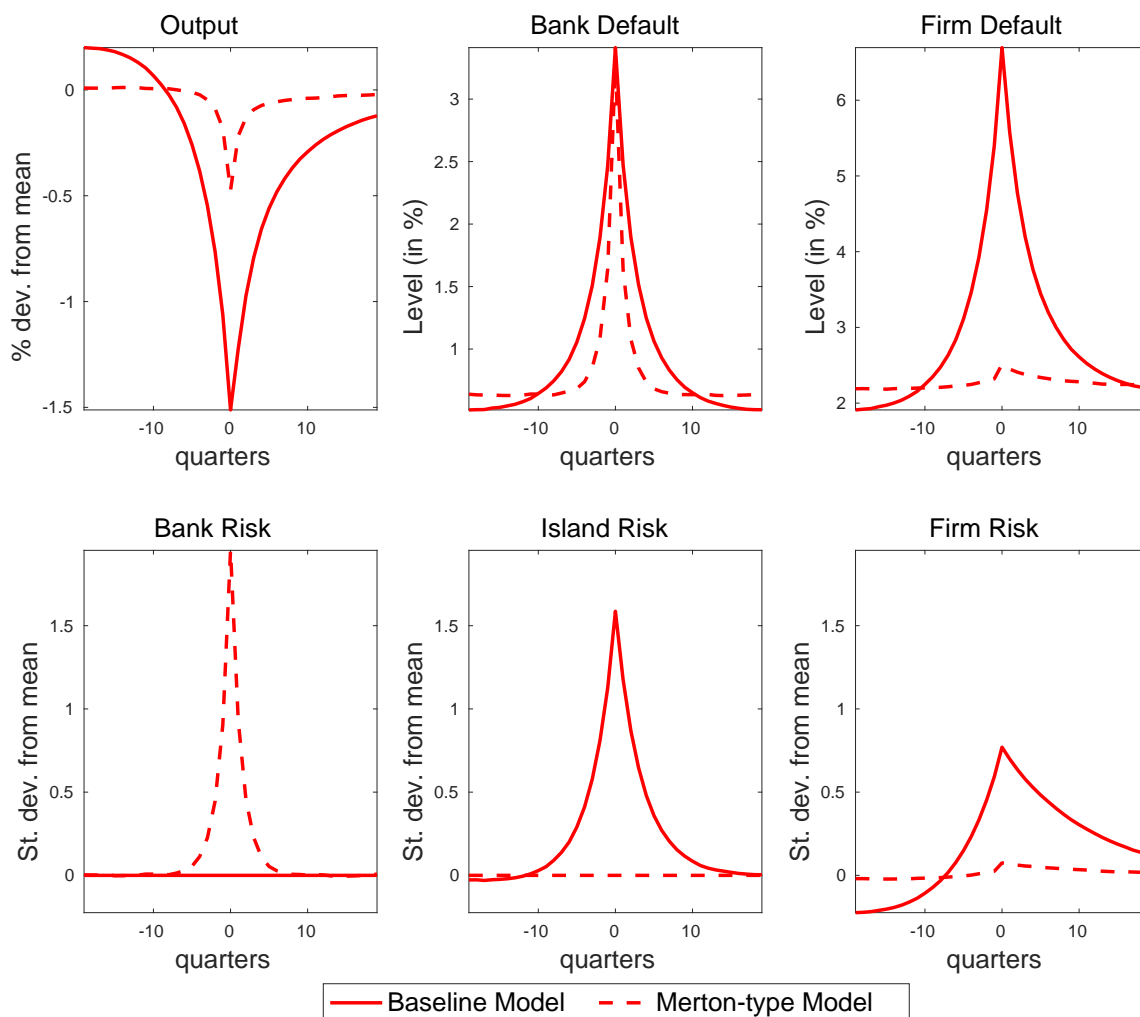 Output
Bank Default
Firm Default
% dev. from mean
0
-0.5
-1
-1.5
-10
0
10
quarters
Level (in %)
3
2.5
2
1.5
1
-10
0
10
quarters
Level (in %)
6
5
4
3
2
-10
0
10
quarters
Bank Risk
Island Risk
Firm Risk
St. dev. from mean
1.5
1
0.5
0
-10
0
10
quarters
St. dev. from mean
1.5
1
0.5
0
-10
0
10
quarters
St. dev. from mean
1.5
1
0.5
0
-10
0
10
quarters
Baseline Model
Merton-type Model